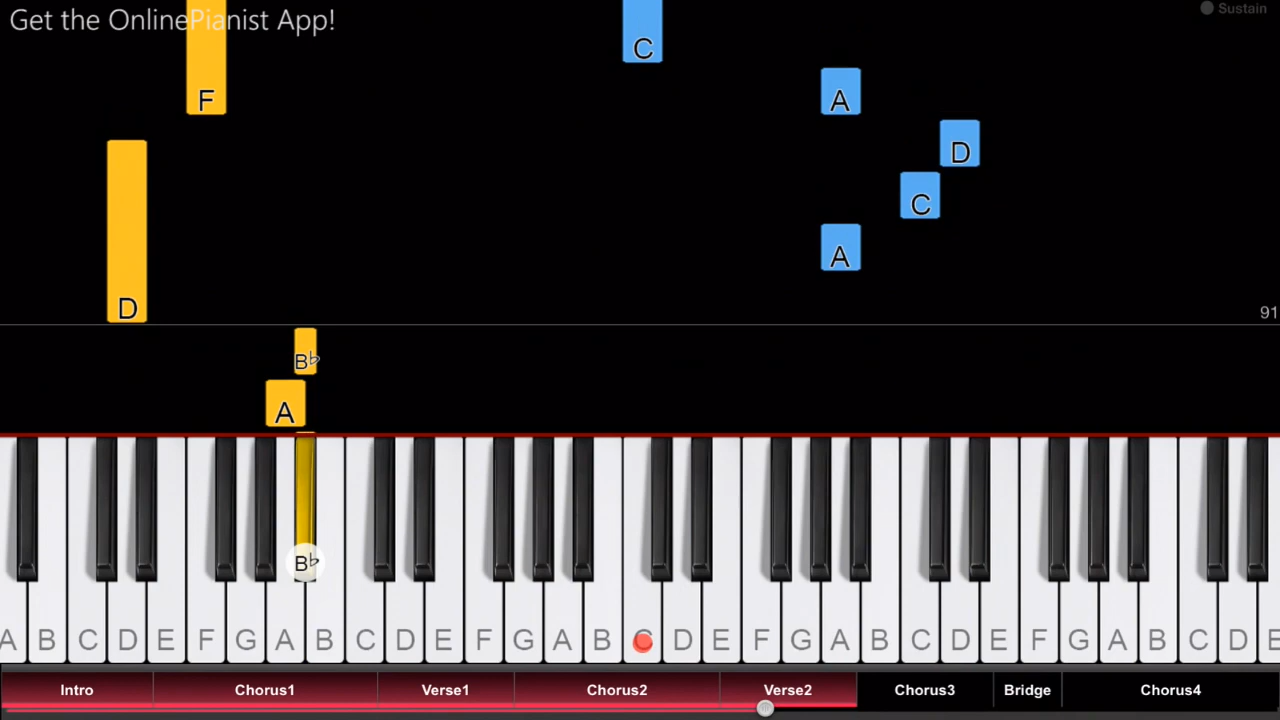 Get the OnlinePianist App!
Sustain
C
F
A
D
C
A
D
91
B♭
A
B♭
A B C D E F G A B C D E F G A B C D E F G A B C D E F G A B C D E
Intro Chorus1 Verse1 Chorus2 Verse2 Chorus3 Bridge Chorus4